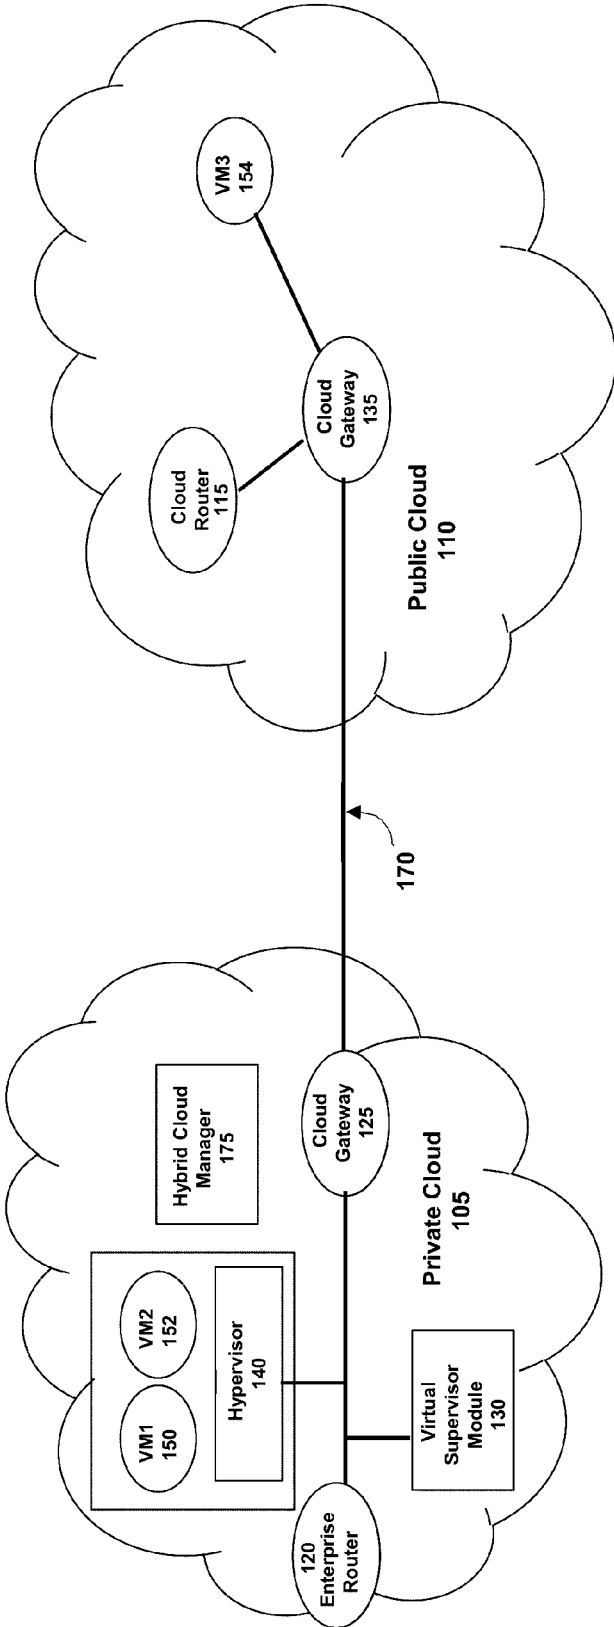 VM1
150
VM2
152
Hypervisor
140
Hybrid Cloud
Manager
175
120
Enterprise
Router
Cloud
Gateway
125
Virtual
Supervisor
Module
130
Private Cloud
105
170
Cloud
Router
115
VM3
154
Cloud
Gateway
135
Public Cloud
110